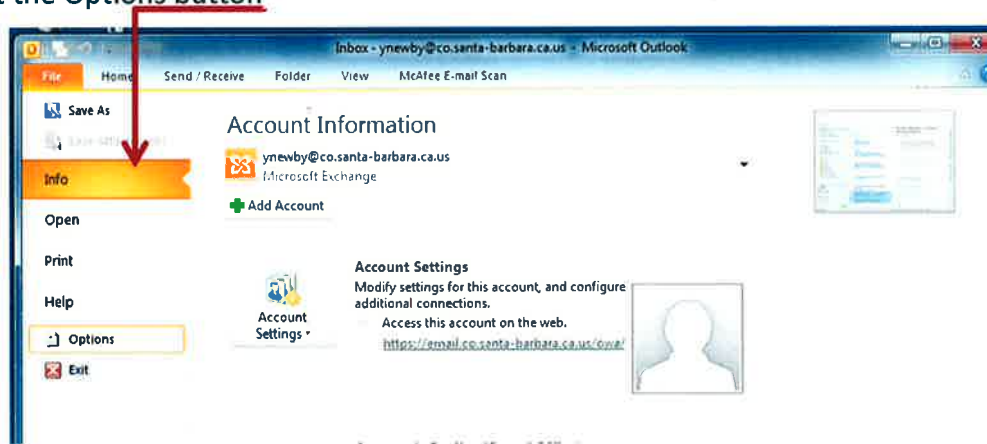 the Options button
Inbox - ynewby@co.santa-barbara.ca.us - Microsoft Outlook
File Home Send / Receive Folder View McAfee E-mail Scan
Save As
Account Information
ynewby@co.santa-barbara.ca.us
Microsoft Exchange
Info
Add Account
Open
Print
Account Settings
Modify settings for this account, and configure
additional connections.
Help
Account
Settings
Access this account on the web.
Options
https://email.co.santa-barbara.ca.us/owa/
Exit